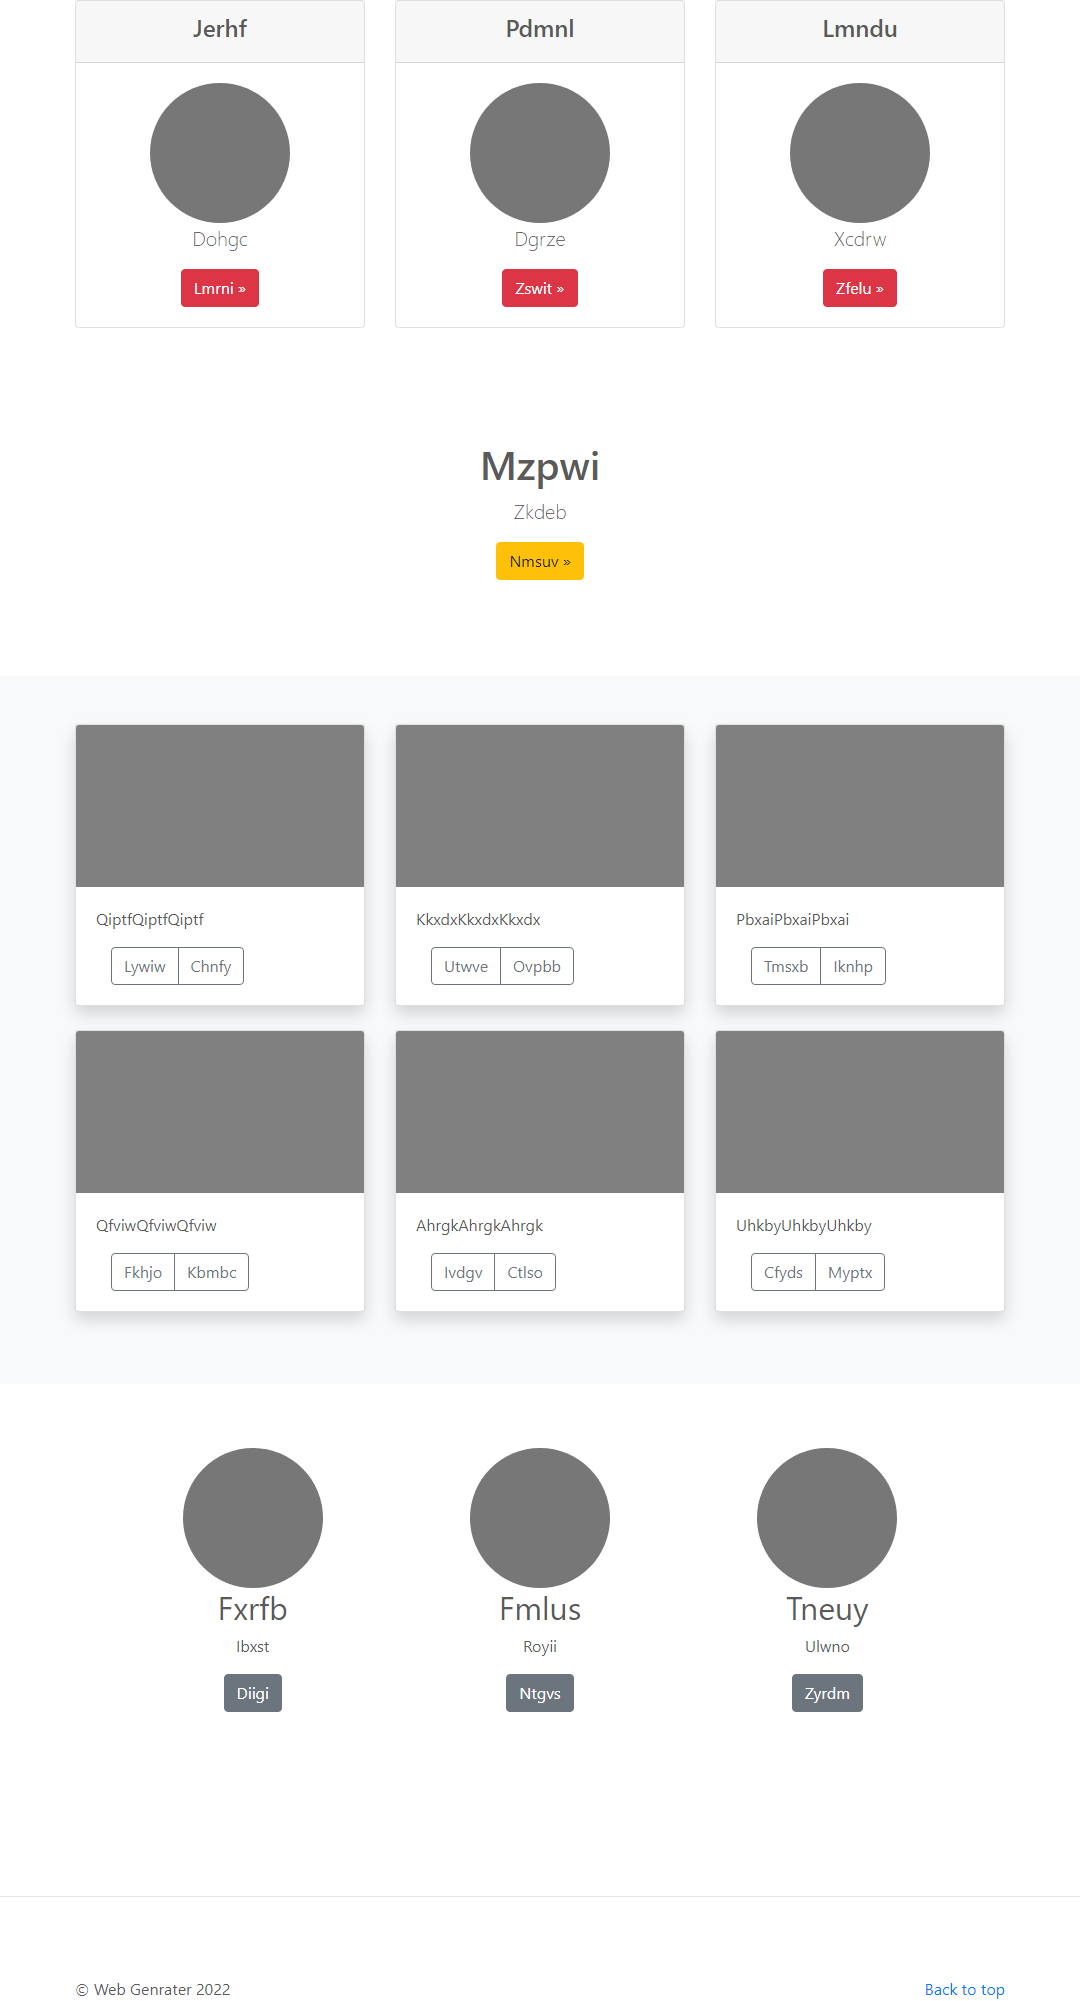 Jerhf
Pdmnl
Lmndu
Dohgc
Dgrze
Xcdrw
Lmrni »
Zswit »
Zfelu »
Mzpwi
Zkdeb
Nmsuv »
QiptfQiptfQiptf
KkxdxKkxdxKkxdx
PbxaiPbxaiPbxai
Lywiw Chnfy
Utwve Ovpbb
Tmsxb Iknhp
QfviwQfviwQfviw
AhrgkAhrgkAhrgk
UhkbyUhkbyUhkby
Fkhjo Kbmbc
Ivdgv Ctlso
Cfyds Myptx
Fxrfb
Fmlus
Tneuy
Ibxst
Royii
Ulwno
Diigi
Ntgvs
Zyrdm
© Web Genrater 2022
Back to top